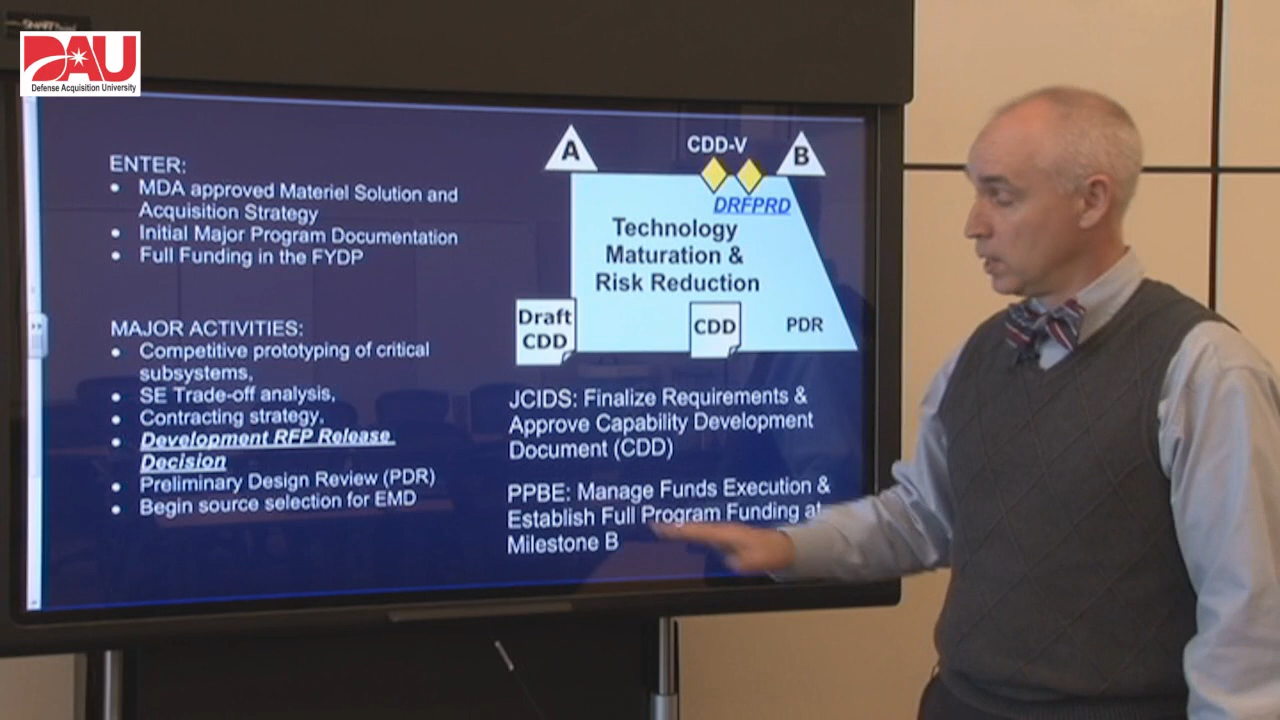 DAU
Defense Acquisition University
SMART
ENTER:
• MDA approved Materiel Solution and
Acquisition Strategy
• Initial Major Program Documentation
• Full Funding in the FYDP
MAJOR ACTIVITIES:
• Competitive prototyping of critical
subsystems,
• SE Trade-off analysis,
• Contracting strategy,
• Development RFP Release
Decision
• Preliminary Design Review (PDR)
• Begin source selection for EMD
A
CDD-V
B
DRFPRD
Technology
Maturation &
Risk Reduction
Draft
CDD
CDD
PDR
JCIDS: Finalize Requirements &
Approve Capability Development
Document (CDD)
PPBE: Manage Funds Execution &
Establish Full Program Funding at
Milestone B